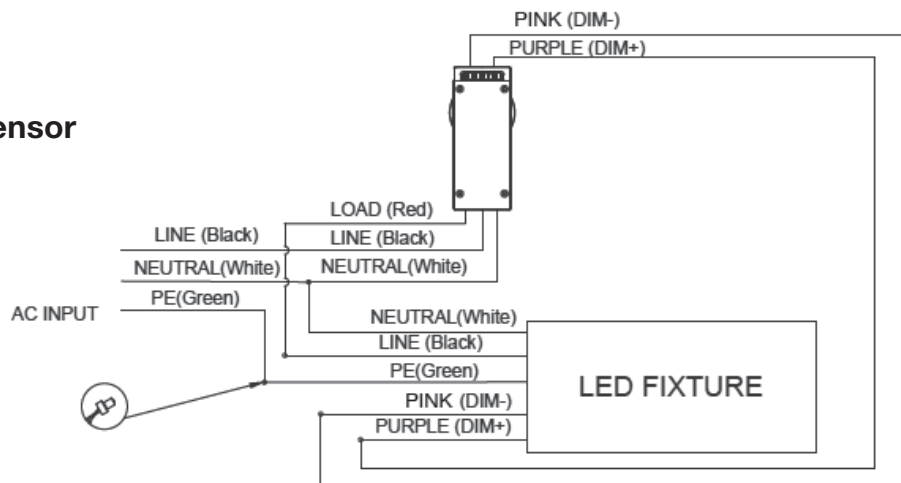 PINK (DIM-)
PURPLE (DIM+)
ensor
LOAD (Red)
LINE (Black)
LINE (Black)
NEUTRAL(White)
NEUTRAL(White)
PE(Green)
AC INPUT
NEUTRAL(White)
LINE (Black)
PE(Green)
LED FIXTURE
PINK (DIM-)
PURPLE (DIM+)